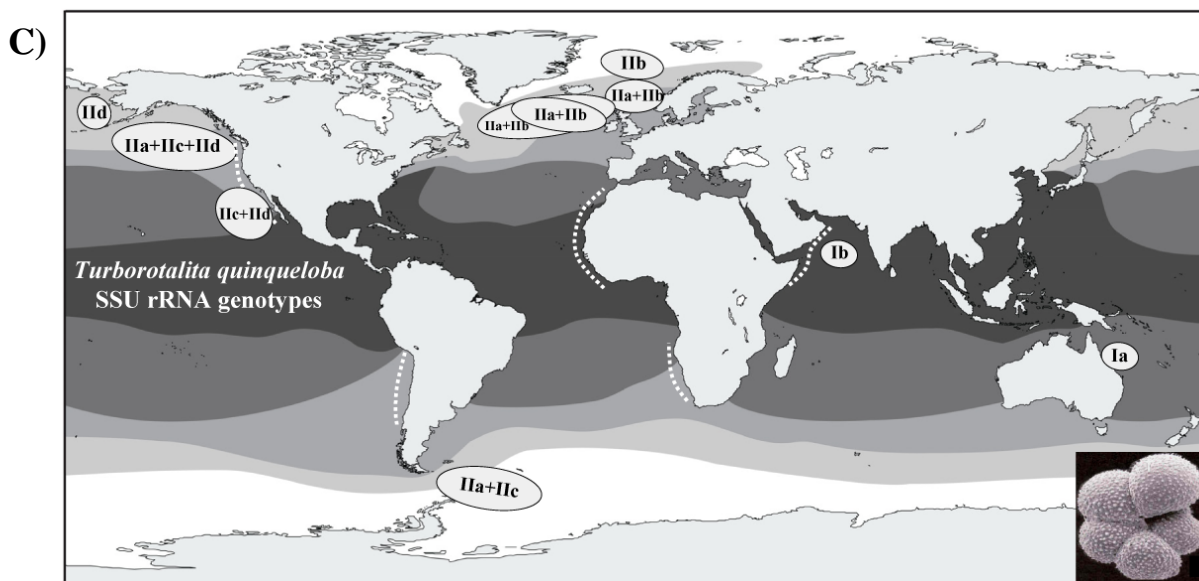 C)
IIb
IId
IIa+IIb
IIa+IIb
IIa+IIb
IIa+IIc+IId
IIc+IId
Ib
Turborotalita quinqueloba
SSU rRNA genotypes
Ia
IIa+IIc